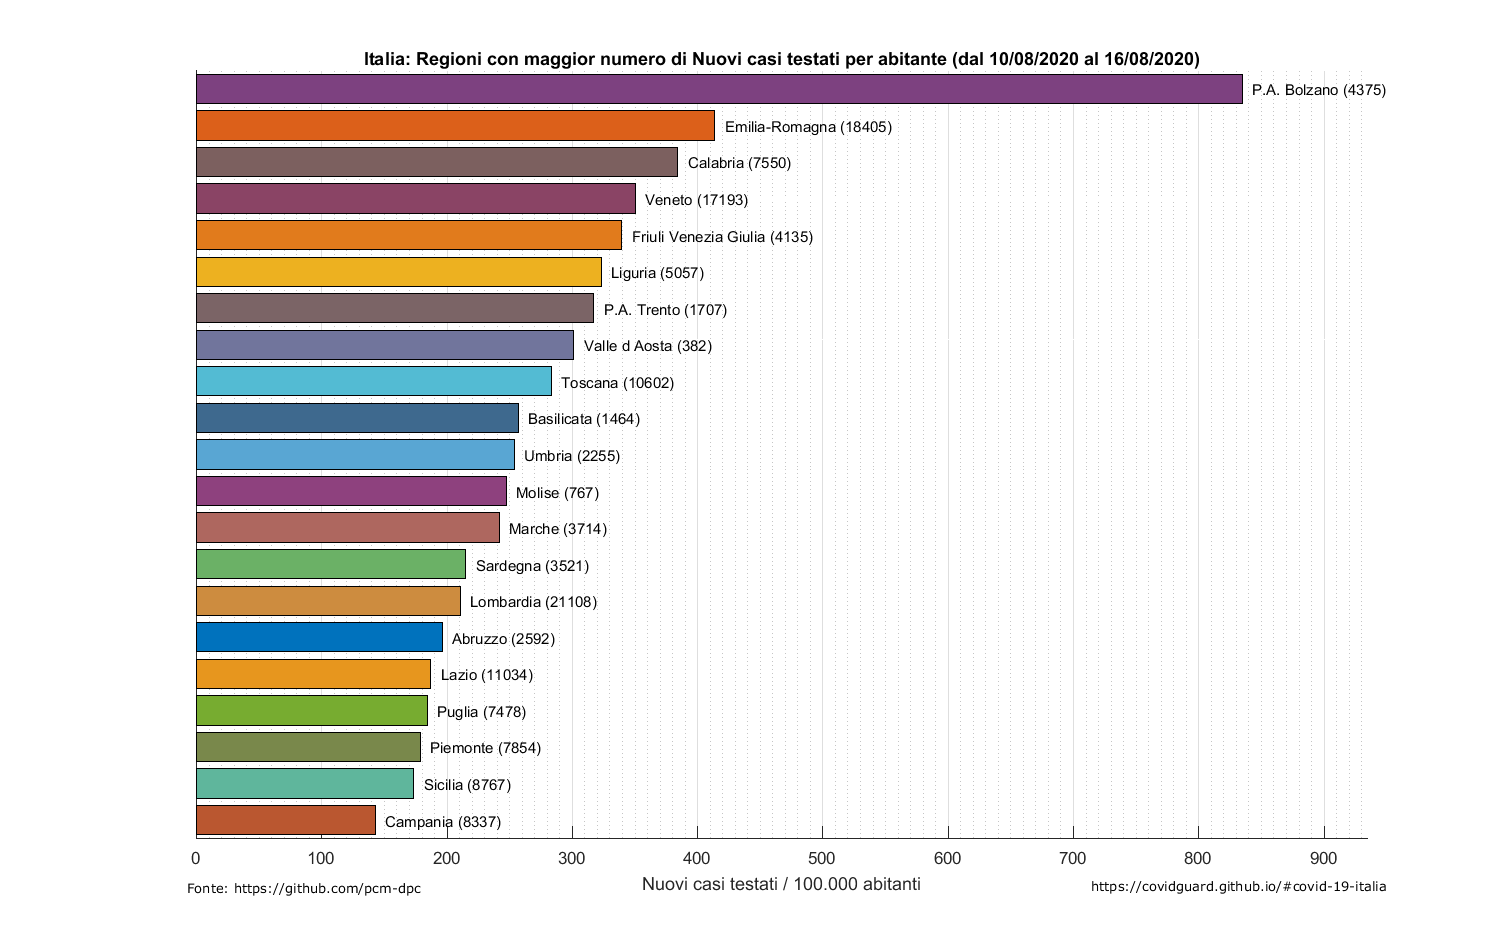 Italia: Regioni con maggior numero di Nuovi casi testati per abitante (dal 10/08/2020 al 16/08/2020)
P.A. Bolzano (4375)
Emilia-Romagna (18405)
Calabria (7550)
Veneto (17193)
Friuli Venezia Giulia (4135)
Liguria (5057)
P.A. Trento (1707)
Valle d Aosta (382)
Toscana (10602)
Basilicata (1464)
Umbria (2255)
Molise (767)
Marche (3714)
Sardegna (3521)
Lombardia (21108)
Abruzzo (2592)
Lazio (11034)
Puglia (7478)
Piemonte (7854)
Sicilia (8767)
Campania (8337)
0 100 200 300 400 500 600 700 800 900
Nuovi casi testati / 100.000 abitanti
Fonte: https://github.com/pcm-dpc
https://covidguard.github.io/#covid-19-italia